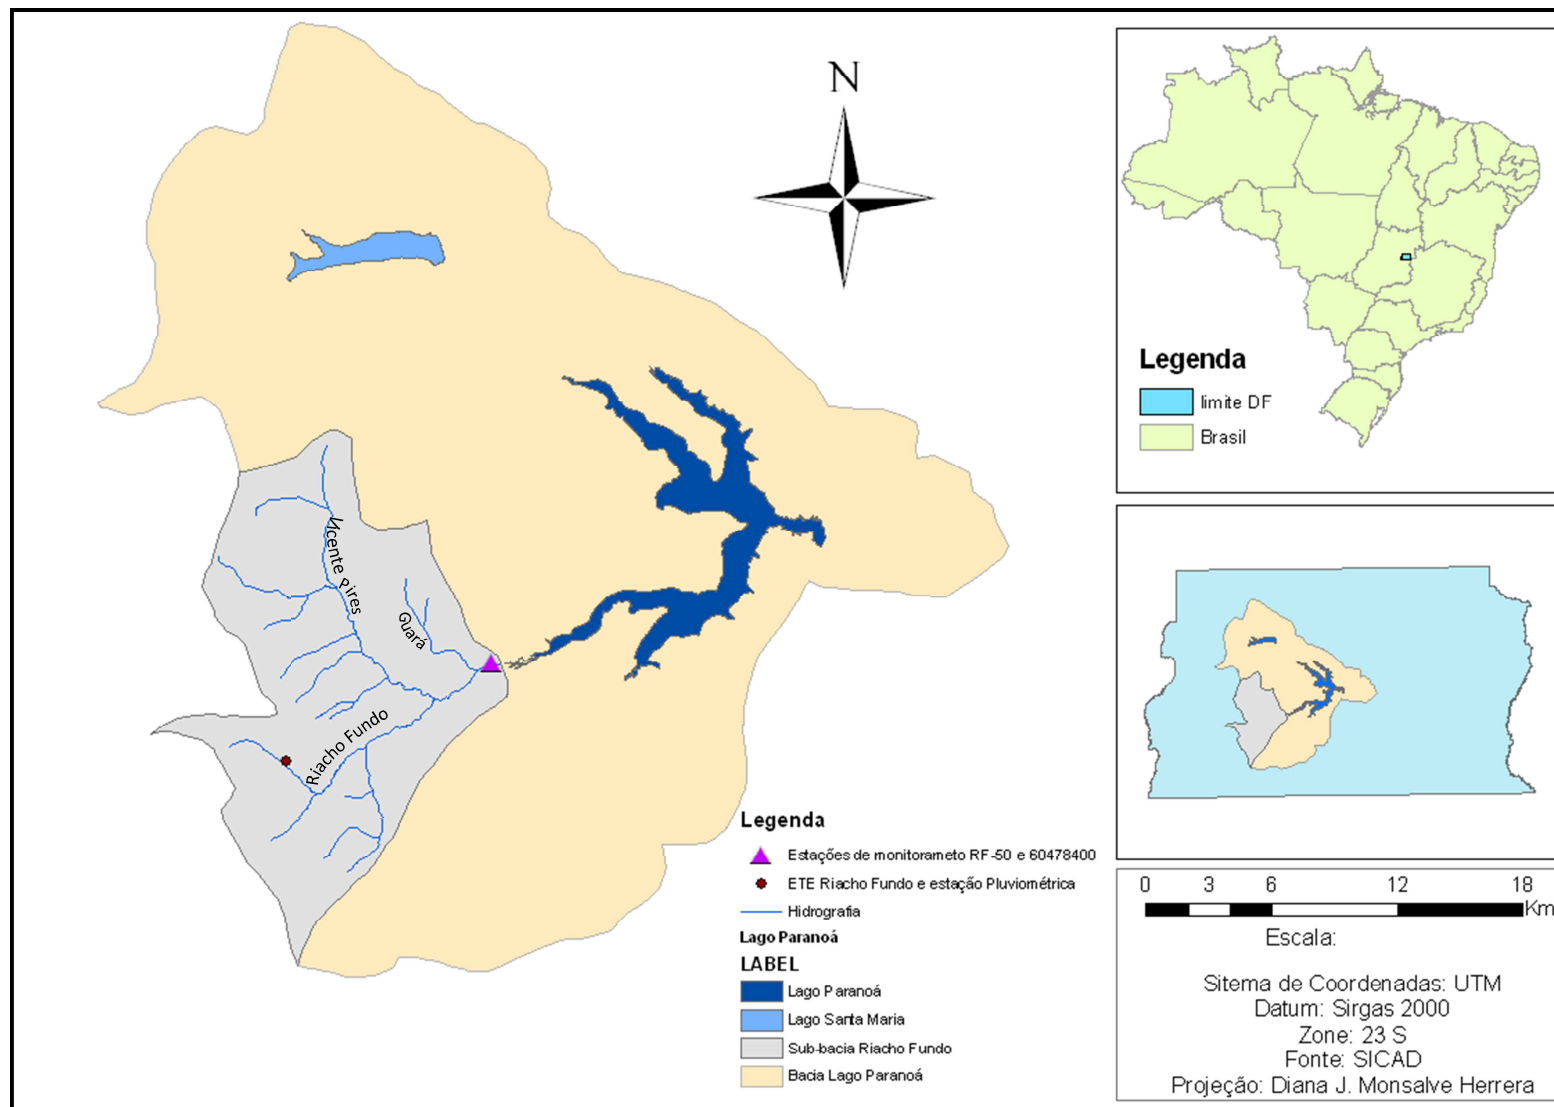 N
Vicente Pires
Guará
Riacho Fundo
Legenda
Estações de monitorameto RF-50 e 60478400
ETE Riacho Fundo e estação Pluviométrica
Hidrografia
Lago Paranoá
LABEL
Lago Paranoá
Lago Santa Maria
Sub-bacia Riacho Fundo
Bacia Lago Paranoá
Legenda
limite DF
Brasil
0 3 6 12 18
Km
Escala:
Sitema de Coordenadas: UTM
Datum: Sirgas 2000
Zone: 23 S
Fonte: SICAD
Projeção: Diana J. Monsalve Herrera